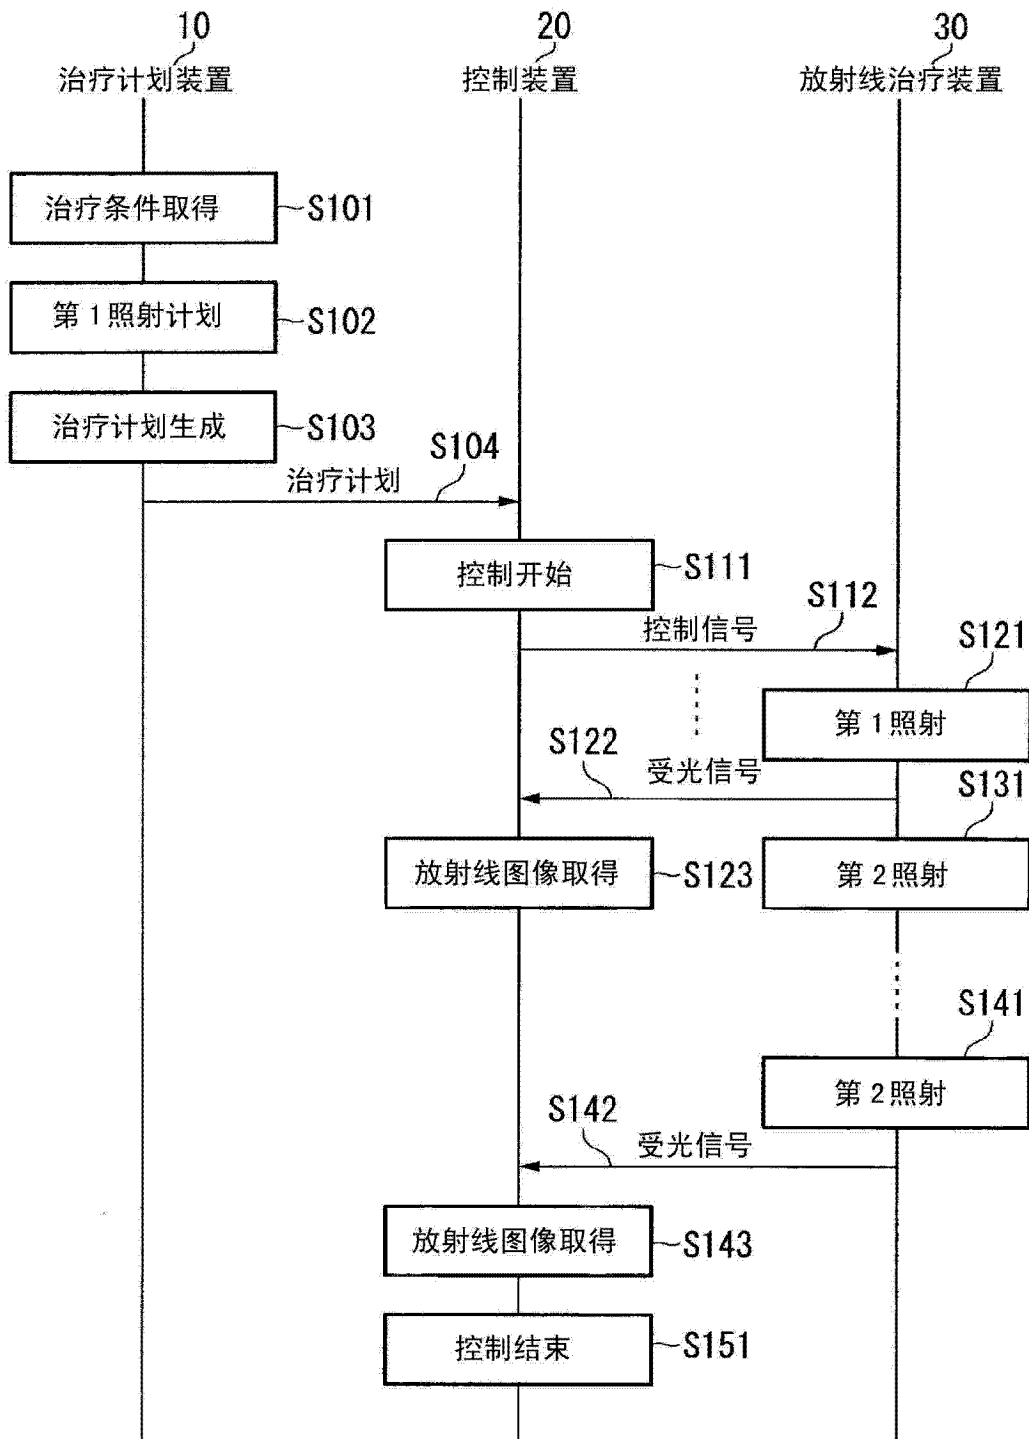 10
20
30
治疗计划装置
控制装置
放射线治疗装置
治疗条件取得
S101
第1照射计划
S102
治疗计划生成
S103
S104
治疗计划
控制开始
S111
S112
控制信号
S121
第1照射
S122
受光信号
S131
放射线图像取得
S123
第2照射
S141
第2照射
S142
受光信号
放射线图像取得
S143
控制结束
S151